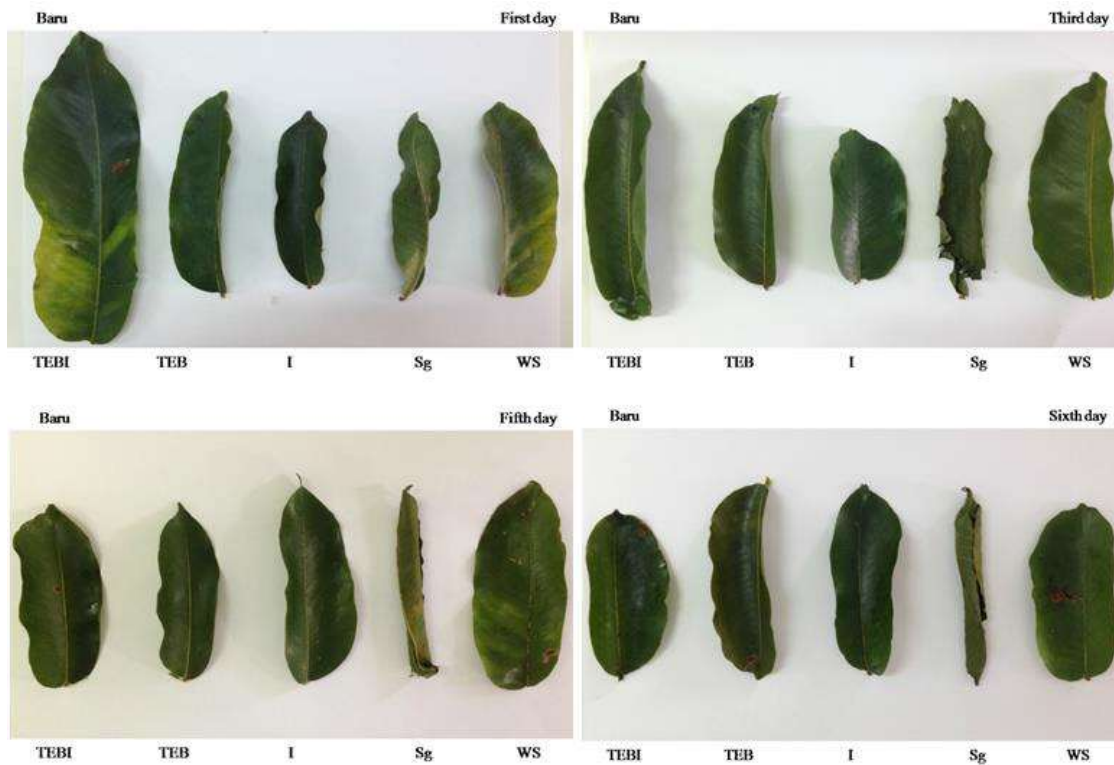 Baru First day
TEBI TEB I Sg WS
Baru Third day
TEBI TEB I Sg WS
Baru Fifth day
TEBI TEB I Sg WS
Baru Sixth day
TEBI TEB I Sg WS